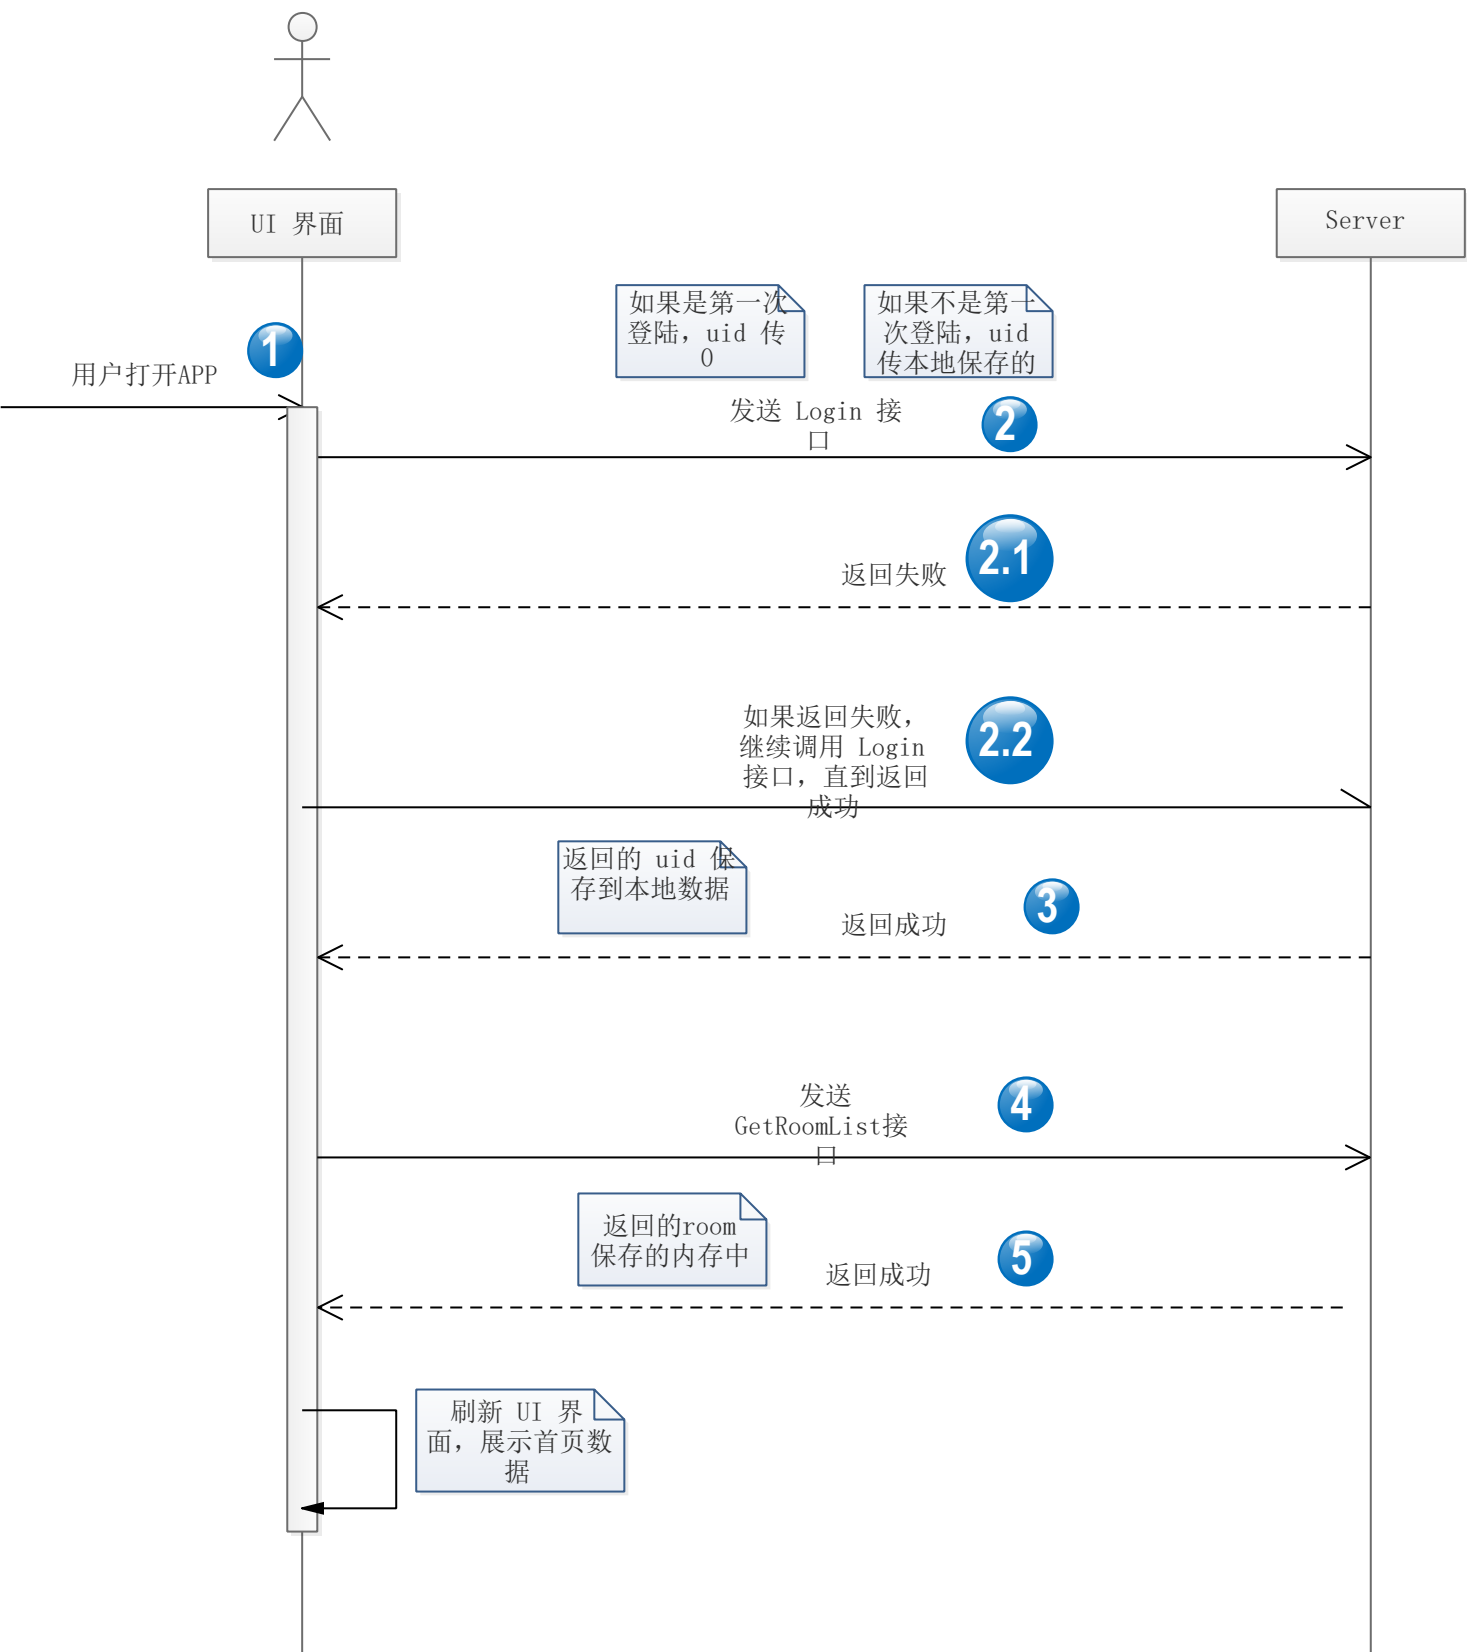 UI 界面
Server
如果是第一次
登陆，uid 传
0
如果不是第一
次登陆，uid
传本地保存的
1
用户打开APP
发送 Login 接
口
2
2.1
返回失败
如果返回失败，
继续调用 Login
接口，直到返回
成功
2.2
返回的 uid 保
存到本地数据
3
返回成功
发送
GetRoomList接
口
4
返回的room
保存的内存中
5
返回成功
刷新 UI 界
面，展示首页数
据